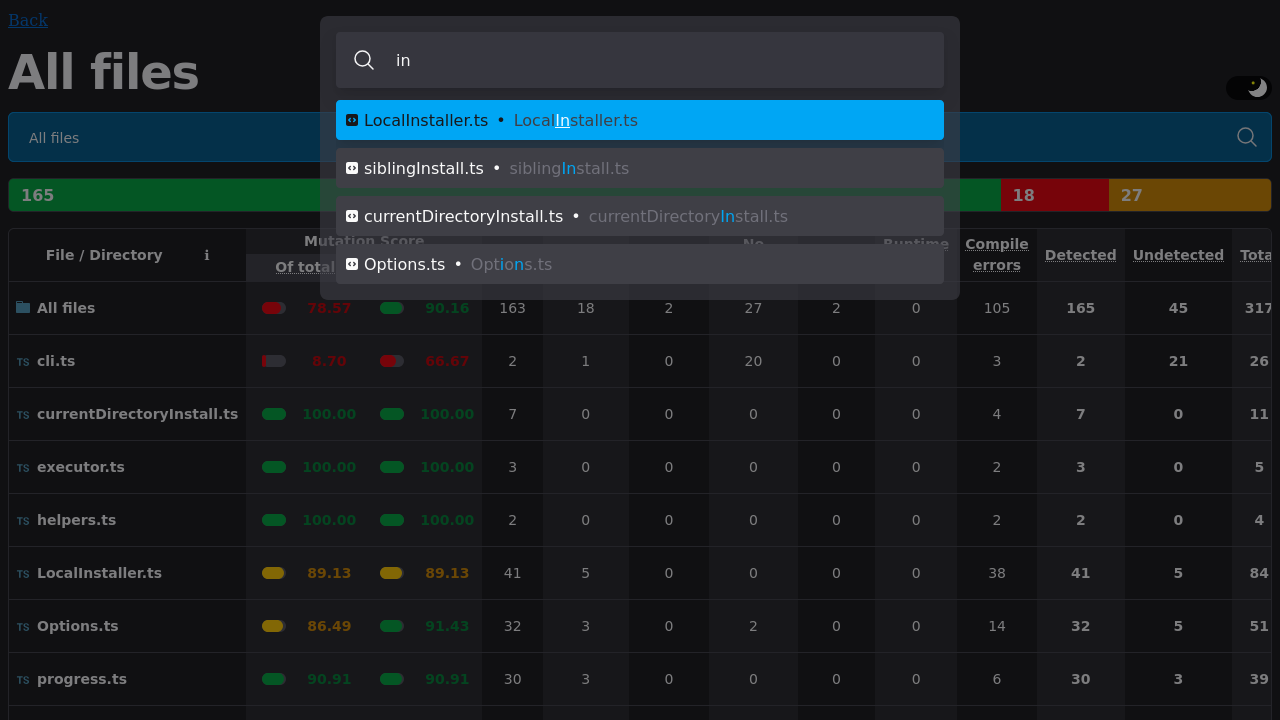 Back
All files
in
LocalInstaller.ts • LocalInstaller.ts
siblingInstall.ts • siblingInstall.ts
currentDirectoryInstall.ts • currentDirectoryInstall.ts
Options.ts • Options.ts
All files
165 18 27
File / Directory ℹ Mutation Score No Runtime Compile errors Detected Undetected Tota
Of total
All files 78.57 90.16 163 18 2 27 2 0 105 165 45 317
TS cli.ts 8.70 66.67 2 1 0 20 0 0 3 2 21 26
TS currentDirectoryInstall.ts 100.00 100.00 7 0 0 0 0 0 4 7 0 11
TS executor.ts 100.00 100.00 3 0 0 0 0 0 2 3 0 5
TS helpers.ts 100.00 100.00 2 0 0 0 0 0 2 2 0 4
TS LocalInstaller.ts 89.13 89.13 41 5 0 0 0 0 38 41 5 84
TS Options.ts 86.49 91.43 32 3 0 2 0 0 14 32 5 51
TS progress.ts 90.91 90.91 30 3 0 0 0 0 6 30 3 39